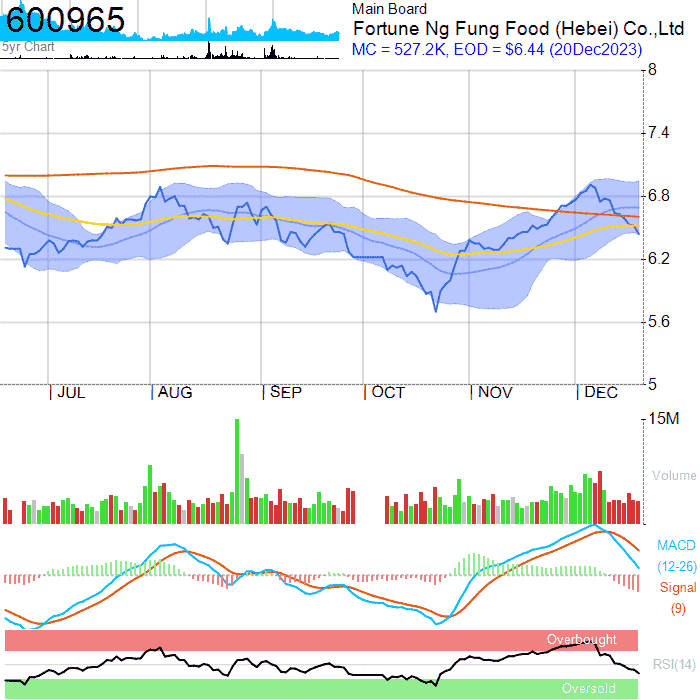 600965
5yr Chart
Main Board
Fortune Ng Fung Food (Hebei) Co.,Ltd
MC = 527.2K, EOD = $6.44 (20Dec2023)
8
7.4
6.8
6.2
5.6
5
JUL AUG SEP OCT NOV DEC
15M
Volume
MACD
(12-26)
Signal
(9)
Overbought
RSI(14)
Oversold